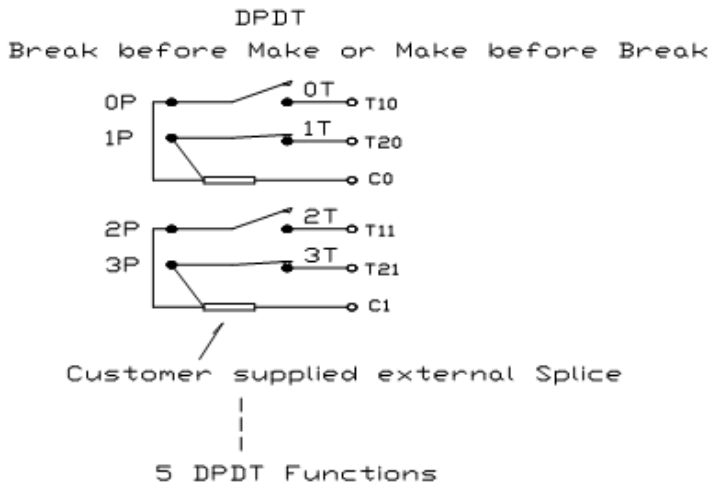 DPDT
Break before Make or Make before Break
0P 0T T10
1P 1T T20
C0
2P 2T T11
3P 3T T21
C1
Customer supplied external Splice
5 DPDT Functions